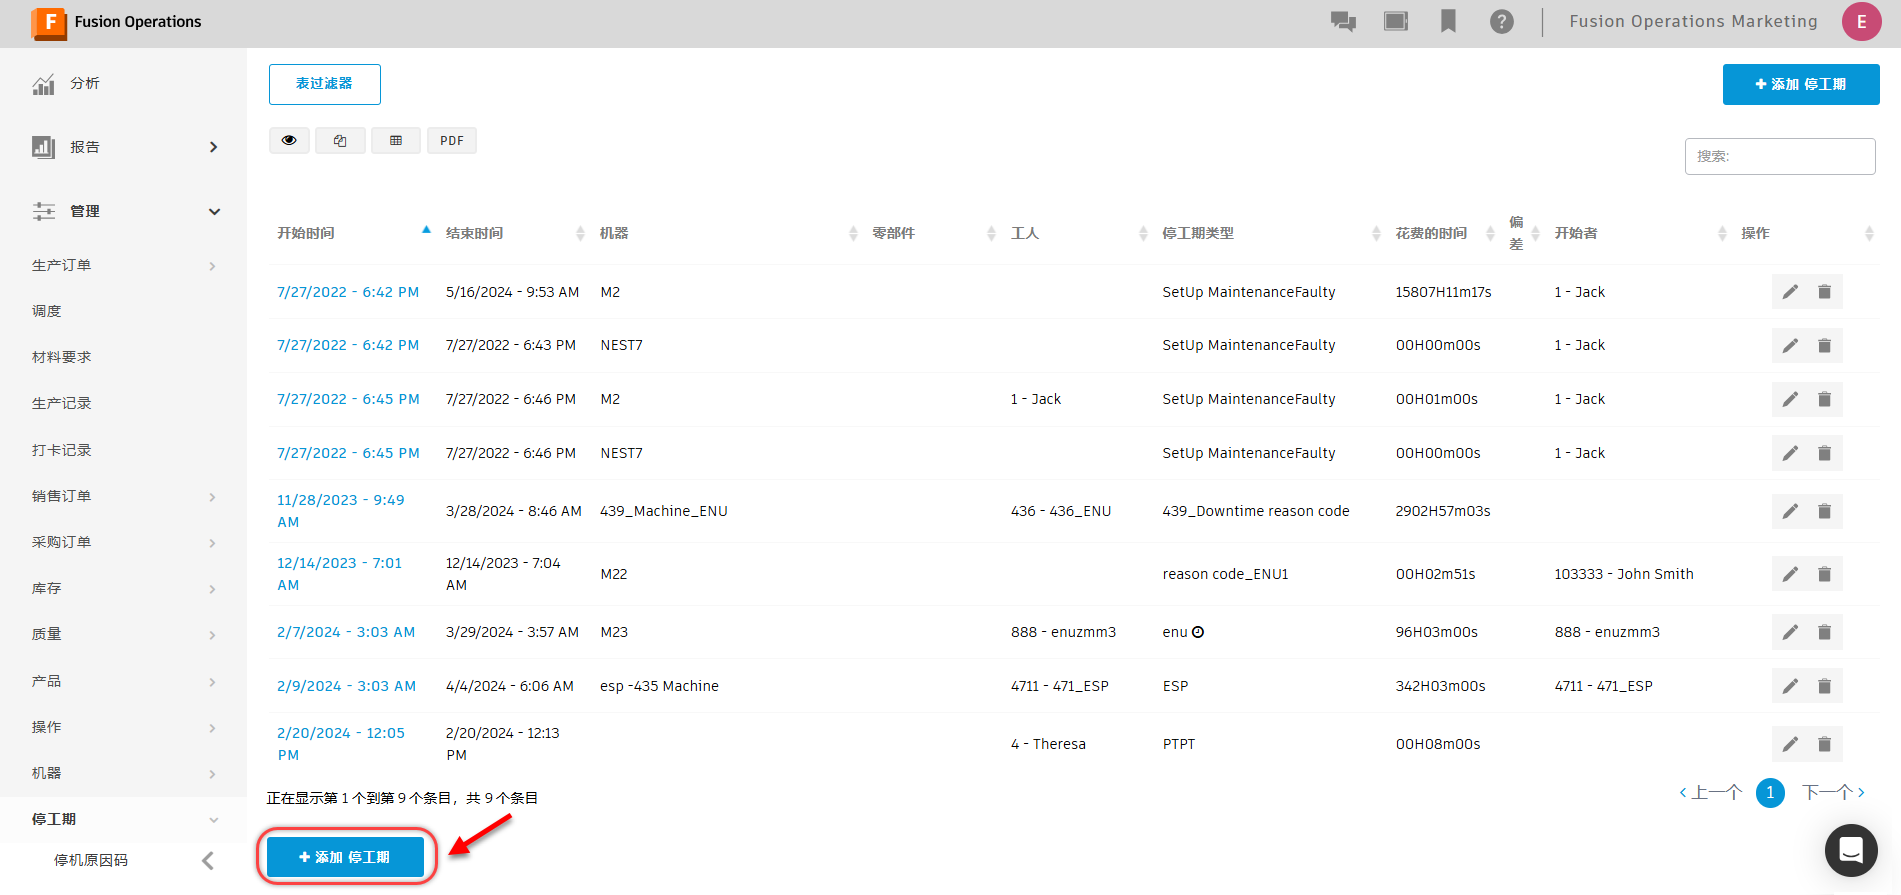 F Fusion Operations
Fusion Operations Marketing
E
分析
报告
管理
生产订单
调度
材料要求
生产记录
打卡记录
销售订单
采购订单
库存
质量
产品
操作
机器
停工期
停机原因码
表过滤器
+ 添加 停工期
PDF
搜索:
开始时间 结束时间 机器 零部件 工人 停工期类型 花费的时间 偏差 开始者 操作
7/27/2022 - 6:42 PM 5/16/2024 - 9:53 AM M2 SetUp MaintenanceFaulty 15807H11m17s 1 - Jack
7/27/2022 - 6:42 PM 7/27/2022 - 6:43 PM NEST7 SetUp MaintenanceFaulty 00H00m00s 1 - Jack
7/27/2022 - 6:45 PM 7/27/2022 - 6:46 PM M2 1 - Jack SetUp MaintenanceFaulty 00H01m00s 1 - Jack
7/27/2022 - 6:45 PM 7/27/2022 - 6:46 PM NEST7 SetUp MaintenanceFaulty 00H00m00s 1 - Jack
11/28/2023 - 9:49 AM 3/28/2024 - 8:46 AM 439_Machine_ENU 436 - 436_ENU 439_Downtime reason code 2902H57m03s
12/14/2023 - 7:01 AM 12/14/2023 - 7:04 AM M22 reason code_ENU1 00H02m51s 103333 - John Smith
2/7/2024 - 3:03 AM 3/29/2024 - 3:57 AM M23 888 - enuzmm3 enu 96H03m00s 888 - enuzmm3
2/9/2024 - 3:03 AM 4/4/2024 - 6:06 AM esp -435 Machine 4711 - 471_ESP ESP 342H03m00s 4711 - 471_ESP
2/20/2024 - 12:05 PM 2/20/2024 - 12:13 PM 4 - Theresa PTPT 00H08m00s
正在显示第 1 个到第 9 个条目，共 9 个条目
上一个 1 下一个
+ 添加 停工期